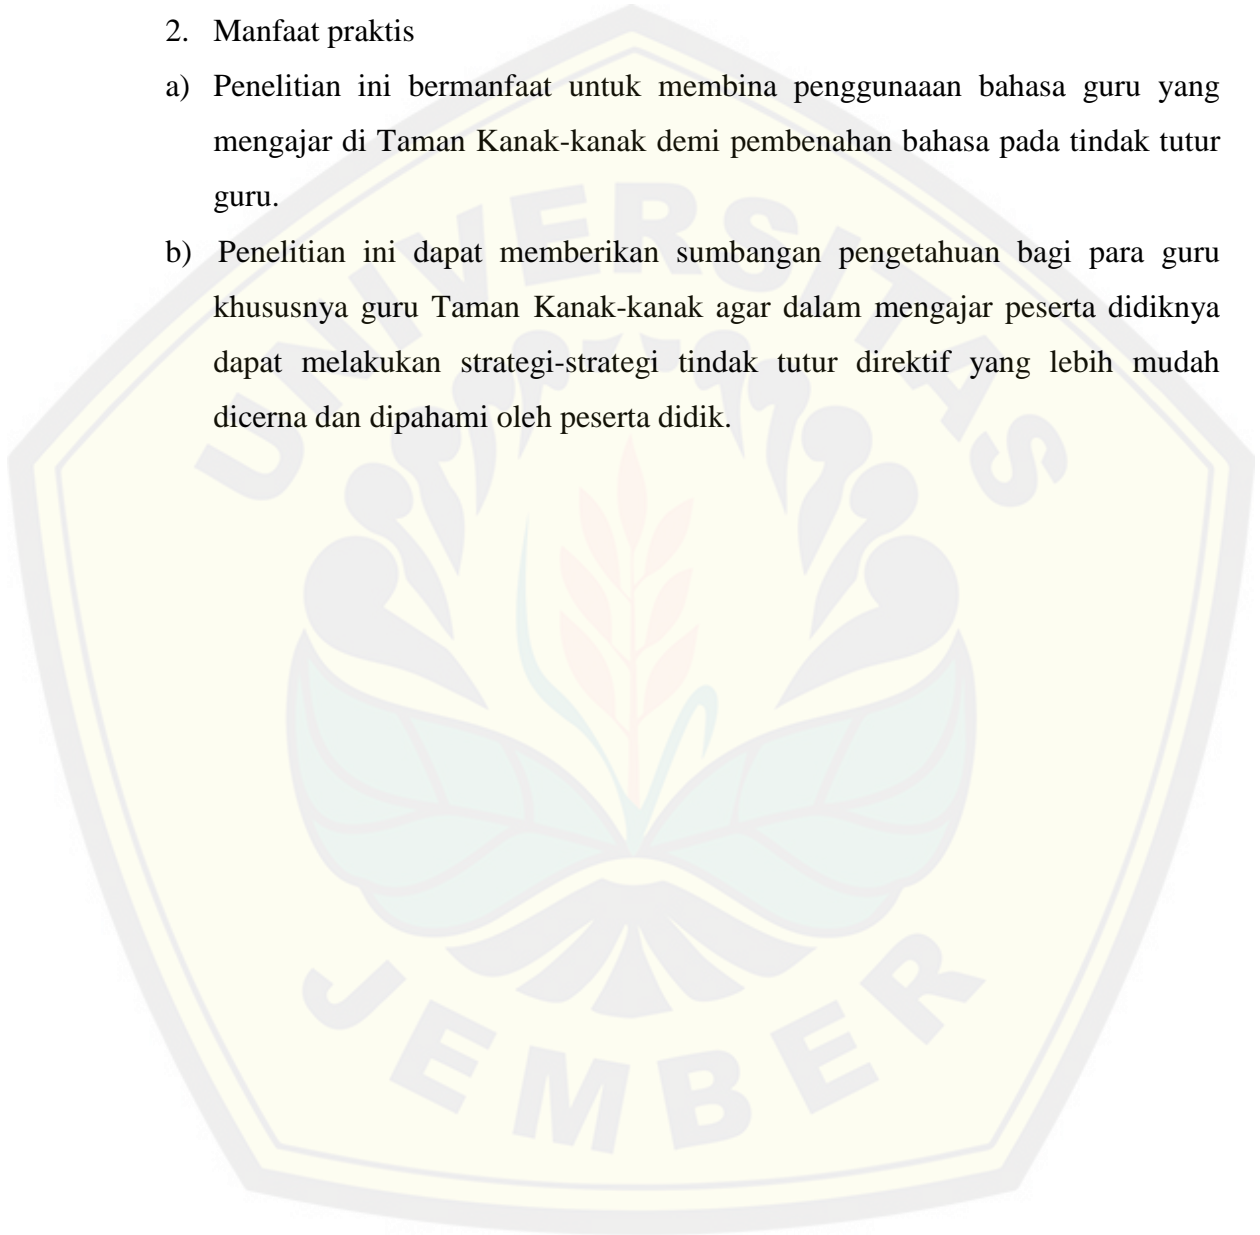 2. Manfaat praktis
a) Penelitian ini bermanfaat untuk membina penggunaaan bahasa guru yang
mengajar di Taman Kanak-kanak demi pembenahan bahasa pada tindak tutur
guru.
b) Penelitian ini dapat memberikan sumbangan pengetahuan bagi para guru
khususnya guru Taman Kanak-kanak agar dalam mengajar peserta didiknya
dapat melakukan strategi-strategi tindak tutur direktif yang lebih mudah
dicerna dan dipahami oleh peserta didik.
UNIVERSITAS
JEMBER